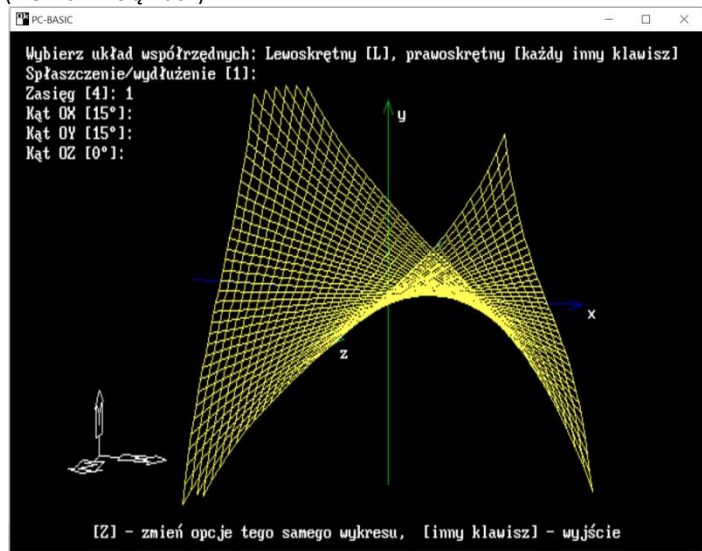 PC-BASIC
Wybierz układ współrzędnych: Lewoskrętny [L], prawoskrętny [każdy inny klawisz]
Spłaszczenie/wydłużenie [1]:
Zasięg [4]: 1
Kąt OX [15°]:
Kąt OY [15°]:
Kąt OZ [0°]:
y
x
z
[Z] – zmień opcje tego samego wykresu, [inny klawisz] – wyjście